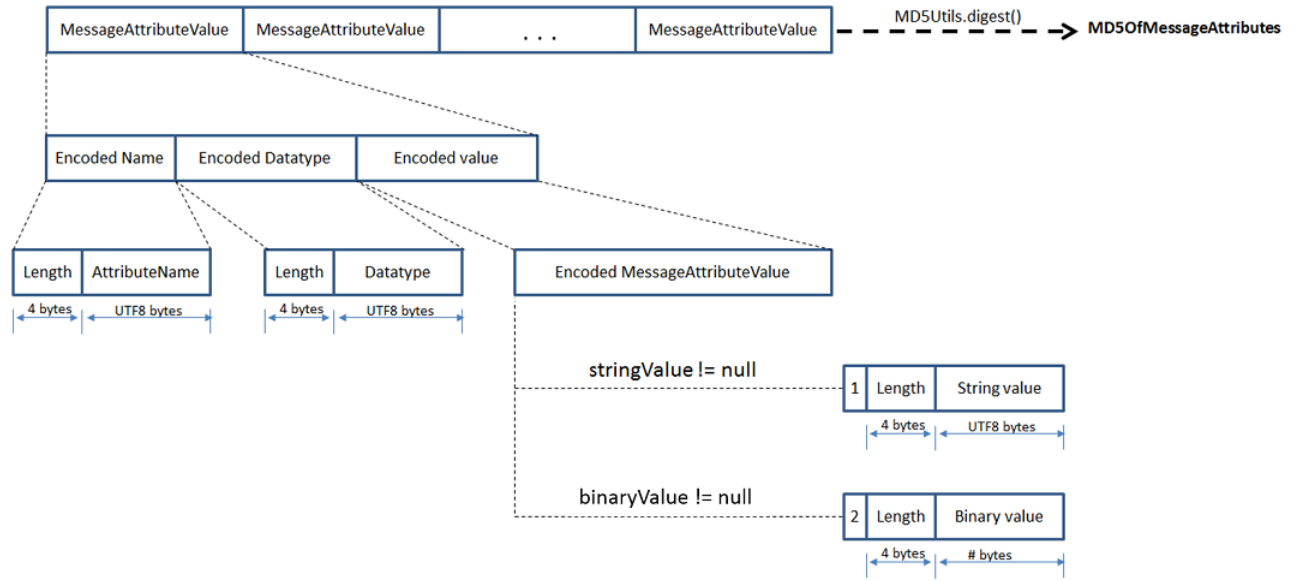 MessageAttributeValue MessageAttributeValue . . . MessageAttributeValue MD5Utils.digest() MD5OfMessageAttributes
Encoded Name Encoded Datatype Encoded value
Length AttributeName Length Datatype Encoded MessageAttributeValue
4 bytes UTF8 bytes 4 bytes UTF8 bytes
stringValue != null 1 Length String value
4 bytes UTF8 bytes
binaryValue != null 2 Length Binary value
4 bytes # bytes